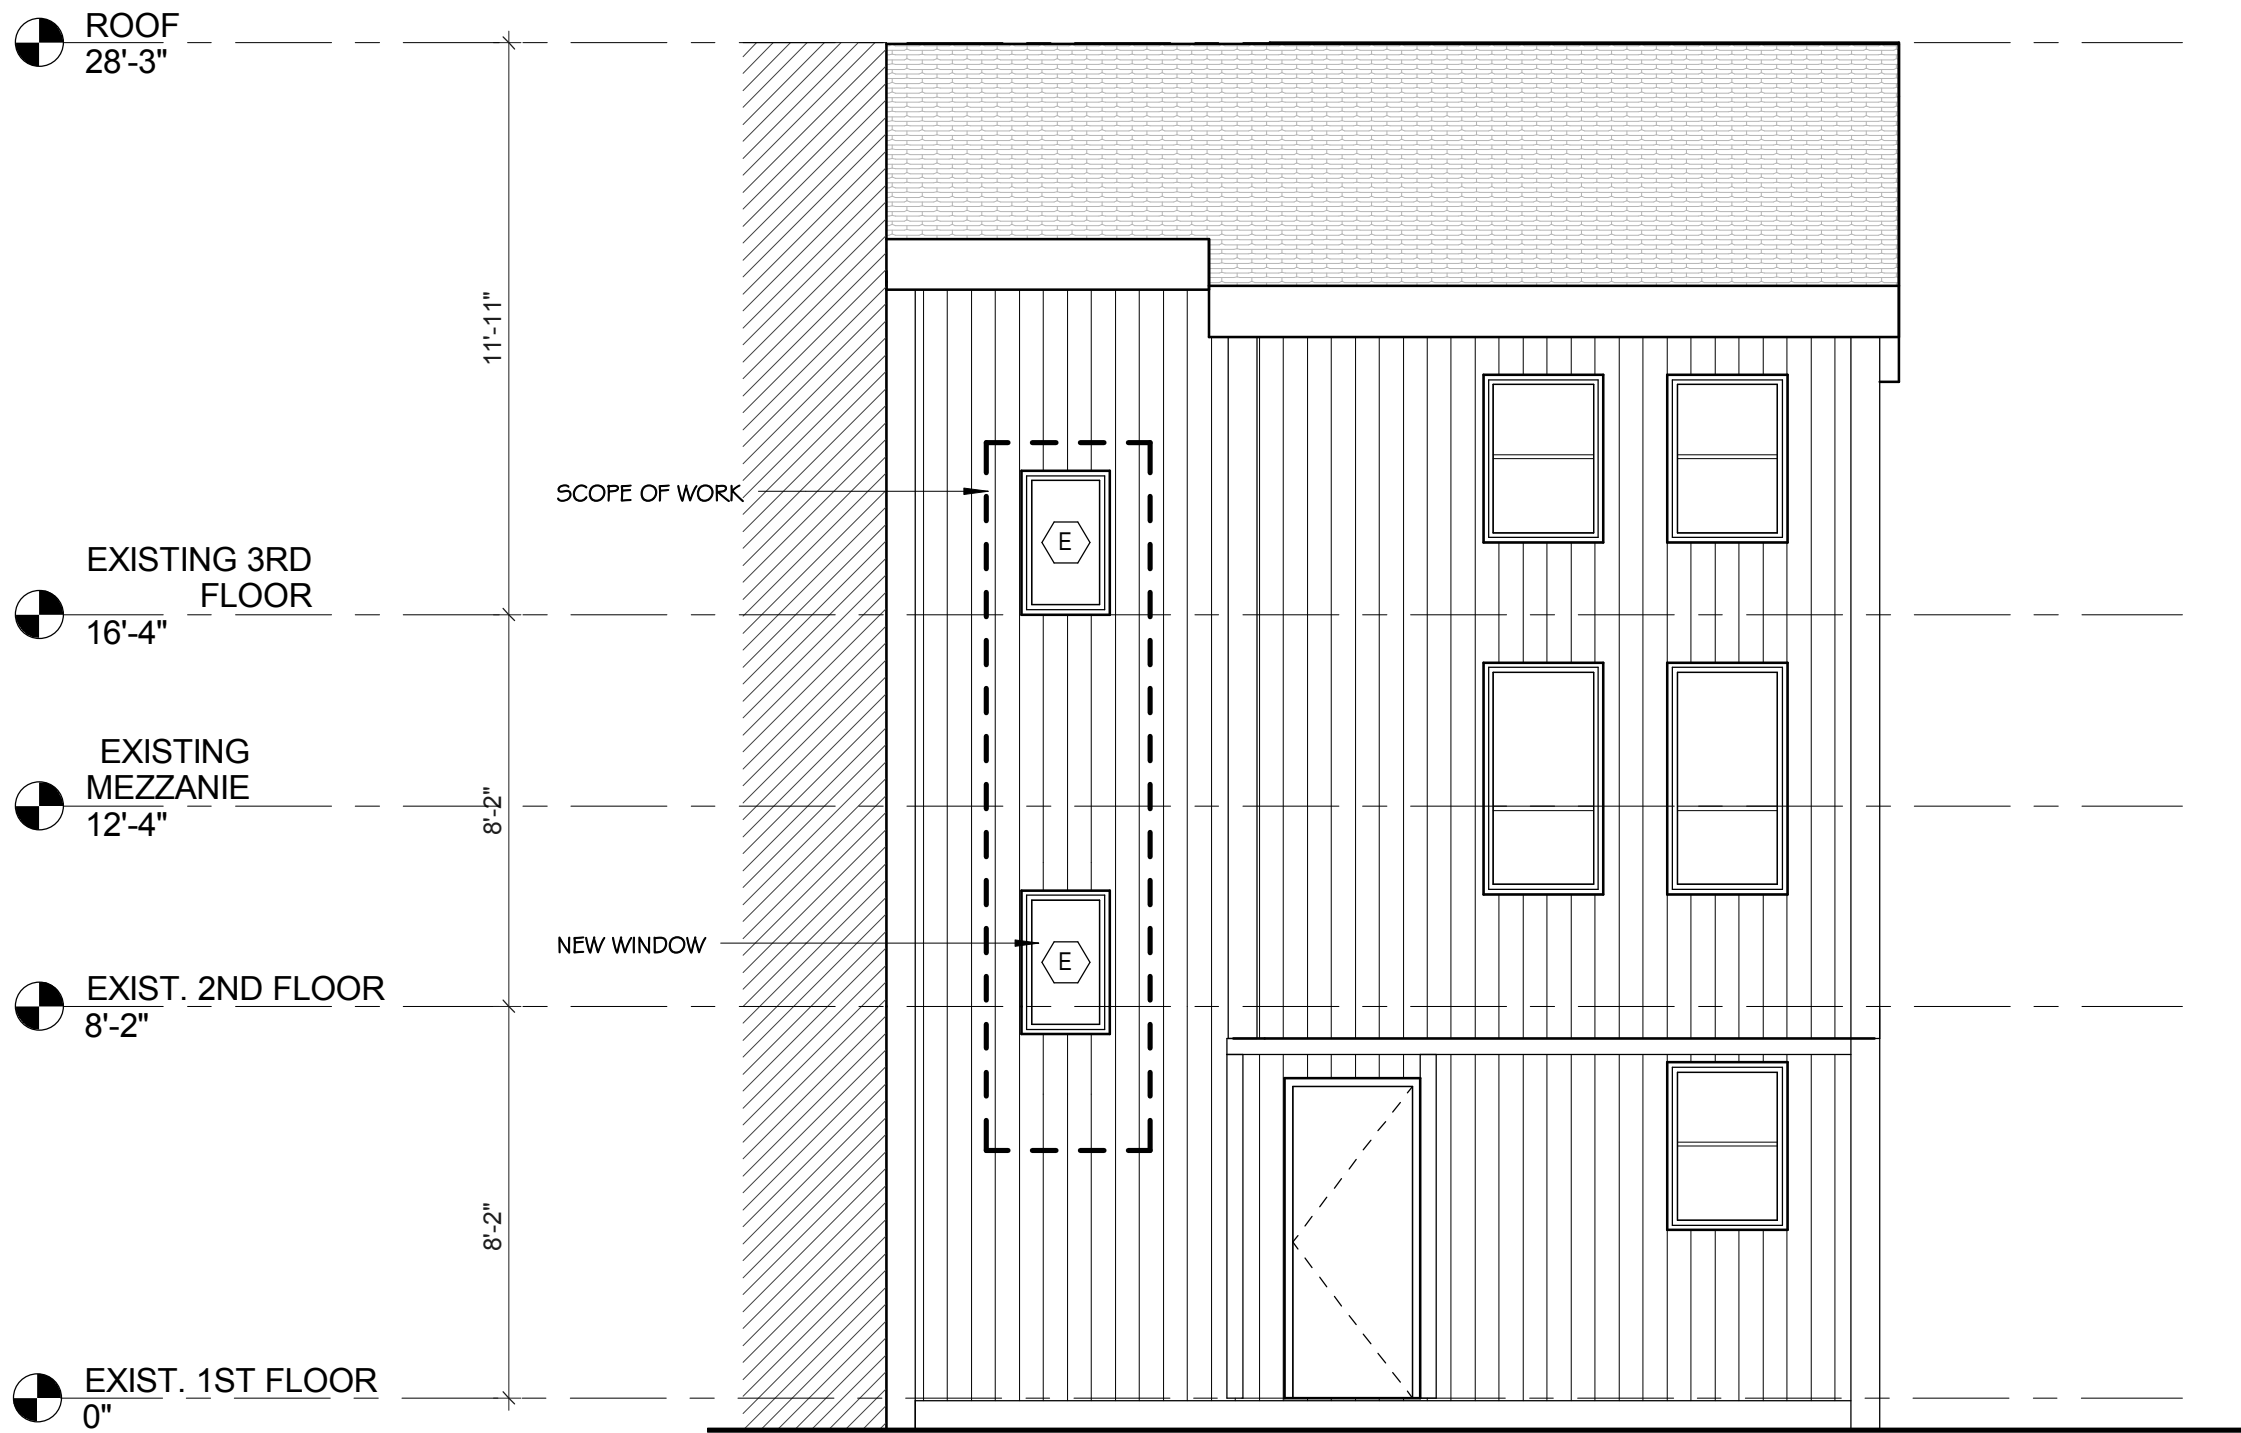 ROOF
28'-3"
11'-11"
SCOPE OF WORK
E
EXISTING 3RD
FLOOR
16'-4"
EXISTING
MEZZANIE
12'-4"
8'-2"
NEW WINDOW
E
EXIST. 2ND FLOOR
8'-2"
8'-2"
EXIST. 1ST FLOOR
0"